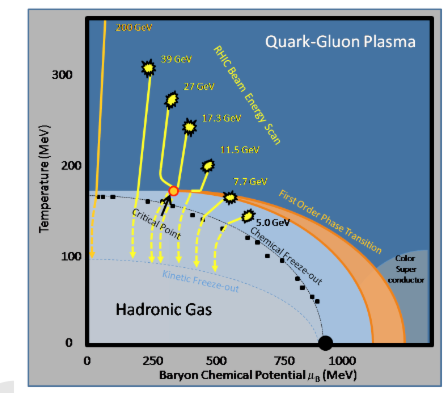 200 GeV
Quark-Gluon Plasma
39 GeV
RHIC Beam Energy Scan
27 GeV
17.3 GeV
11.5 GeV
7.7 GeV
5.0 GeV
First Order Phase Transition
Critical Point
Chemical Freeze-out
Color
Super
conductor
Kinetic Freeze-out
Hadronic Gas
Temperature (MeV)
300
200
100
0
0 250 500 750 1000
Baryon Chemical Potential μB (MeV)